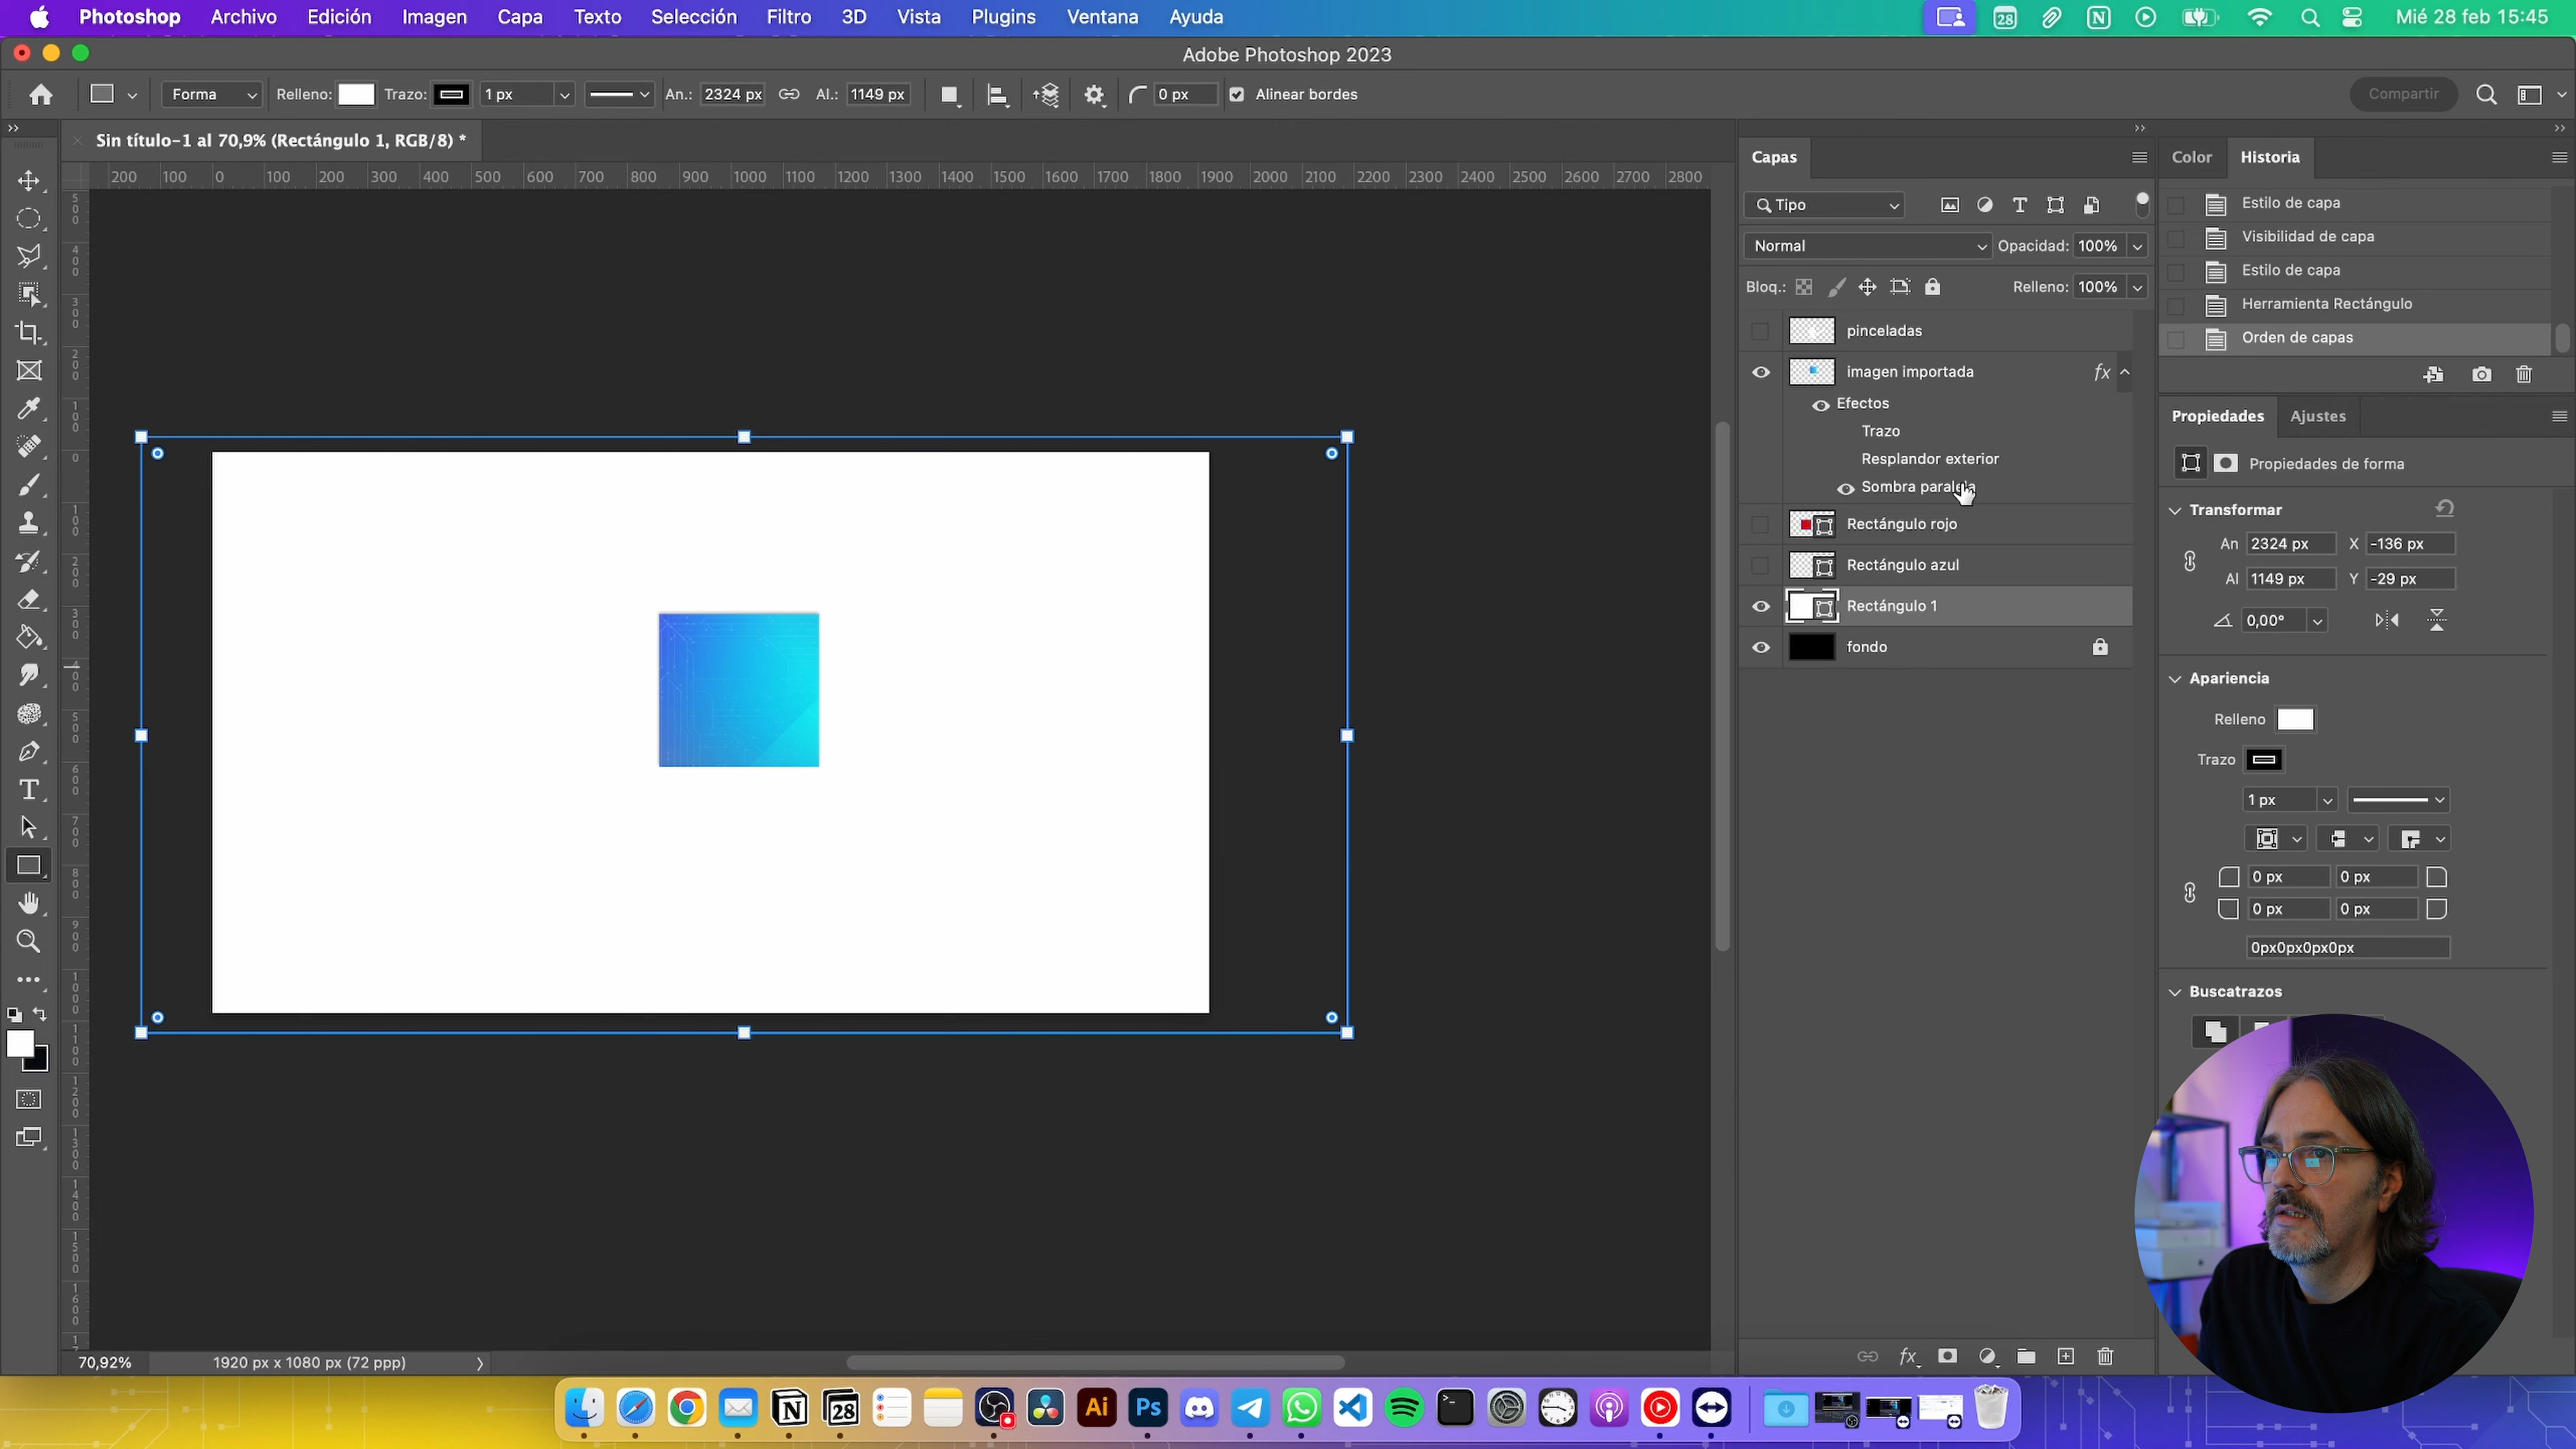 Photoshop Archivo Edición Imagen Capa Texto Selección Filtro 3D Vista Plugins Ventana Ayuda 28 Mié 28 feb 15:45
Adobe Photoshop 2023
Forma Relleno: Trazo: 1 px An.: 2324 px Al.: 1149 px 0 px Alinear bordes Compartir
Sin título-1 al 70,9% (Rectángulo 1, RGB/8) *
200 100 0 100 200 300 400 500 600 700 800 900 1000 1100 1200 1300 1400 1500 1600 1700 1800 1900 2000 2100 2200 2300 2400 2500 2600 2700 2800
Capas
Tipo
Normal Opacidad: 100%
Bloq.: Relleno: 100%
pinceladas
imagen importada fx
Efectos
Trazo
Resplandor exterior
Sombra paralela
Rectángulo rojo
Rectángulo azul
Rectángulo 1
fondo
Color Historia
Estilo de capa
Visibilidad de capa
Estilo de capa
Herramienta Rectángulo
Orden de capas
Propiedades Ajustes
Propiedades de forma
Transformar
An 2324 px X -136 px
Al 1149 px Y -29 px
0,00°
Apariencia
Relleno
Trazo
1 px
0 px 0 px
0 px 0 px
0px0px0px0px
Buscatrazos
70,92% 1920 px x 1080 px (72 ppp)
fx
28 Ai Ps